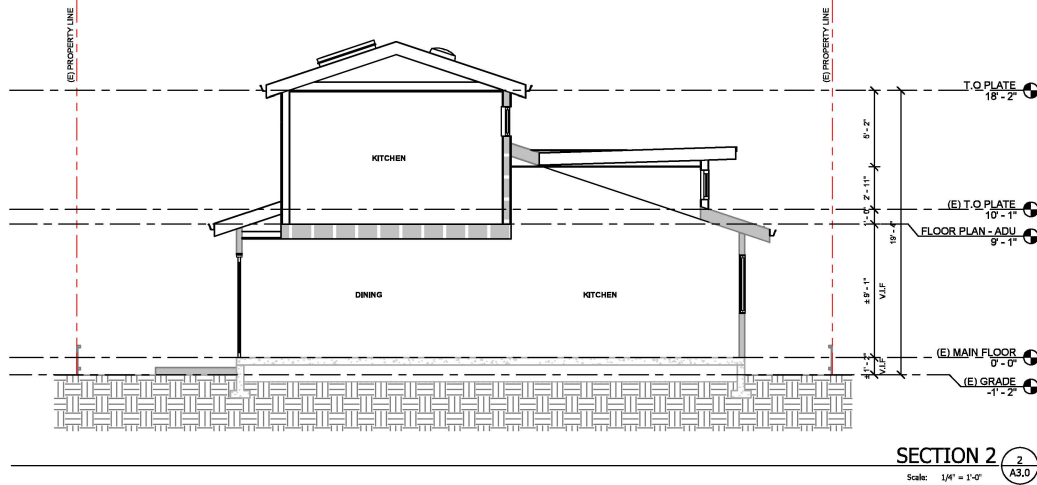 (E) PROPERTY LINE
(E) PROPERTY LINE
T.O PLATE
18' - 2"
5' - 2"
KITCHEN
2' - 11"
(E) T.O PLATE
10' - 1"
1' - 0"
FLOOR PLAN - ADU
9' - 1"
19' - 4"
DINING
KITCHEN
± 9' - 1"
V.I.F
(E) MAIN FLOOR
0' - 0"
± 1' - 2"
V.I.F
(E) GRADE
-1' - 2"
SECTION 2
2
A3.0
Scale: 1/4" = 1'-0"